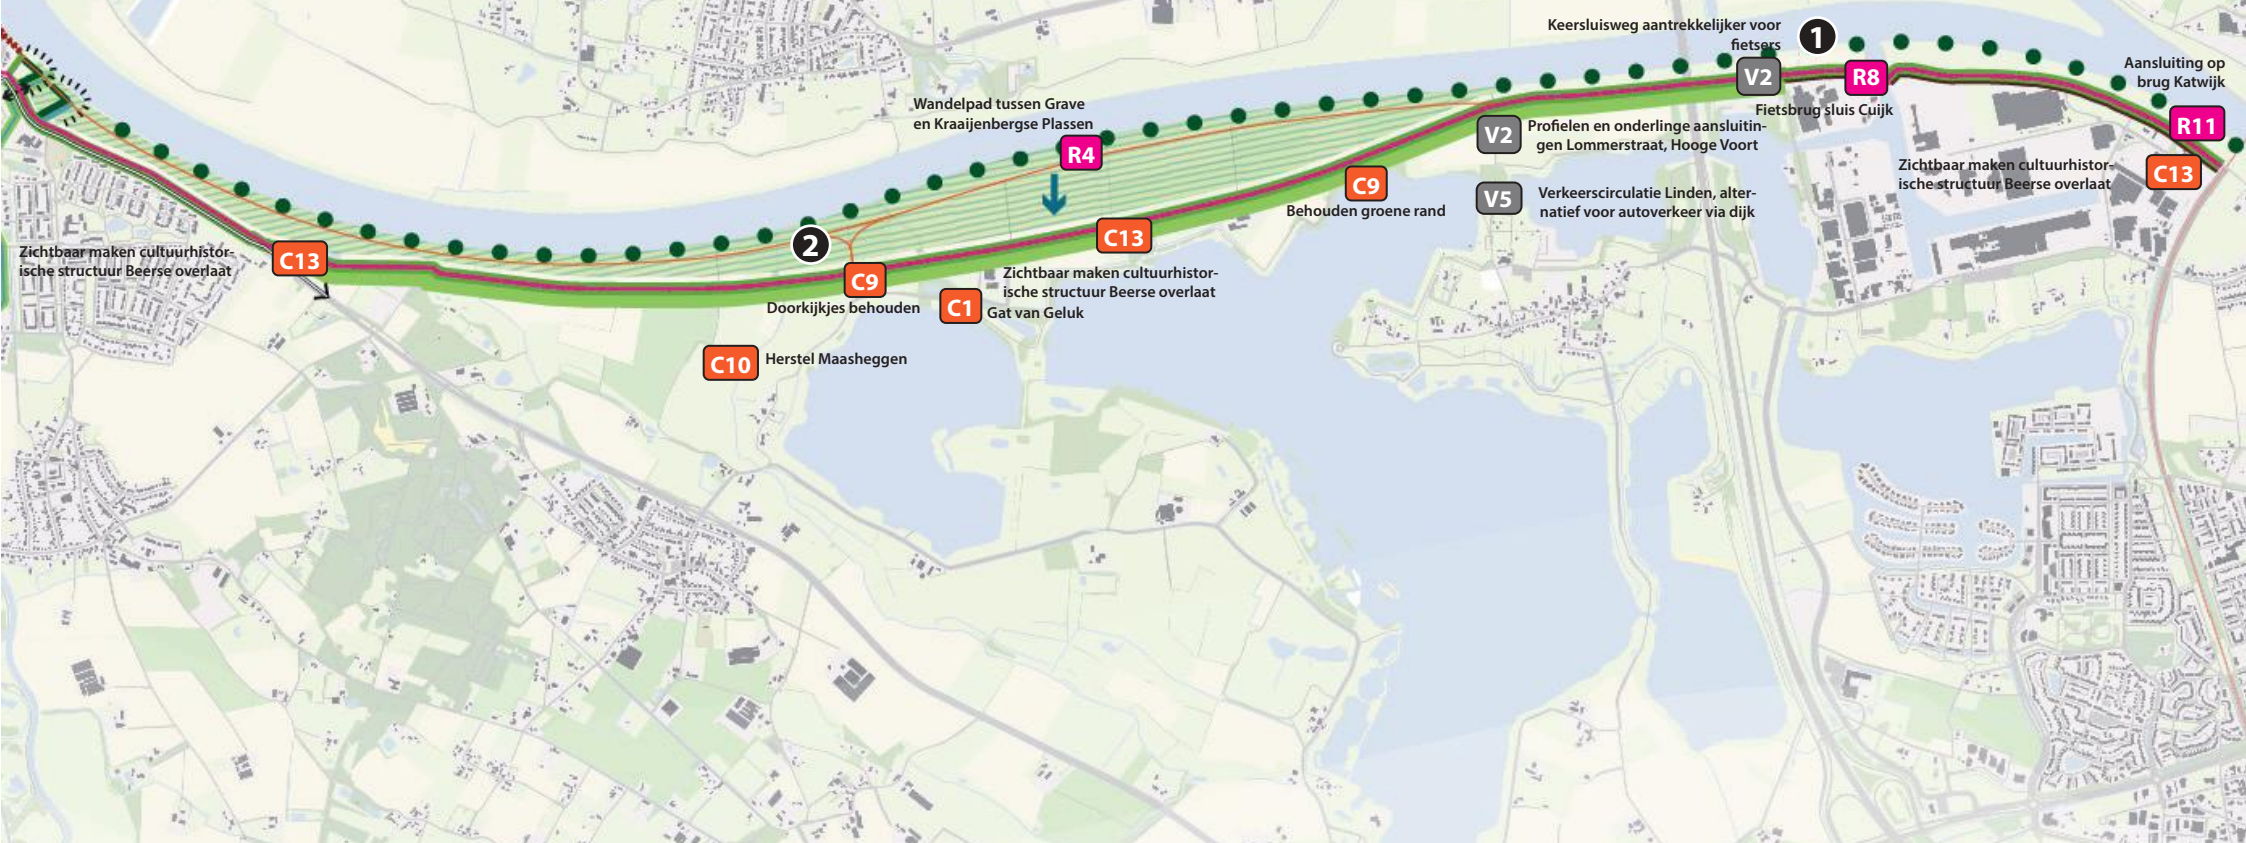 Keersluisweg aantrekkelijker voor
fietsers
1
V2
R8
Fietsbrug sluis Cuijk
Aansluiting op
brug Katwijk
R11
Wandelpad tussen Grave
en Kraaijenbergse Plassen
R4
V2
Profielen en onderlinge aansluitin-
gen Lommerstraat, Hooge Voort
Zichtbaar maken cultuurhistor-
ische structuur Beerse overlaat
C13
C9
Behouden groene rand
V5
Verkeerscirculatie Linden, alter-
natief voor autoverkeer via dijk
Zichtbaar maken cultuurhistor-
ische structuur Beerse overlaat
C13
2
C9
Doorkijkjes behouden
C13
Zichtbaar maken cultuurhistor-
ische structuur Beerse overlaat
C1
Gat van Geluk
C10
Herstel Maasheggen